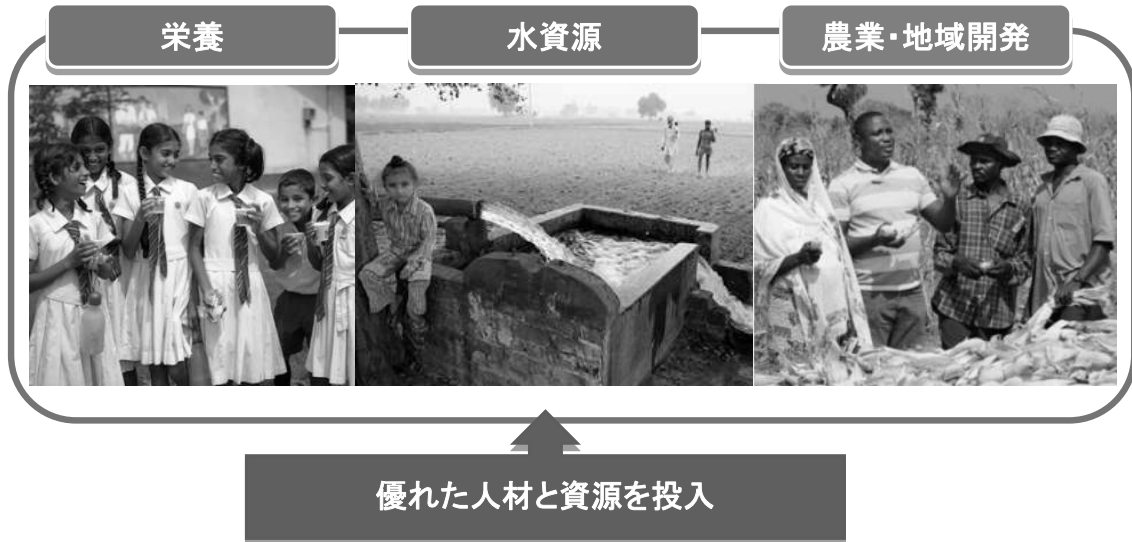 栄養
水資源
農業・地域開発
優れた人材と資源を投入